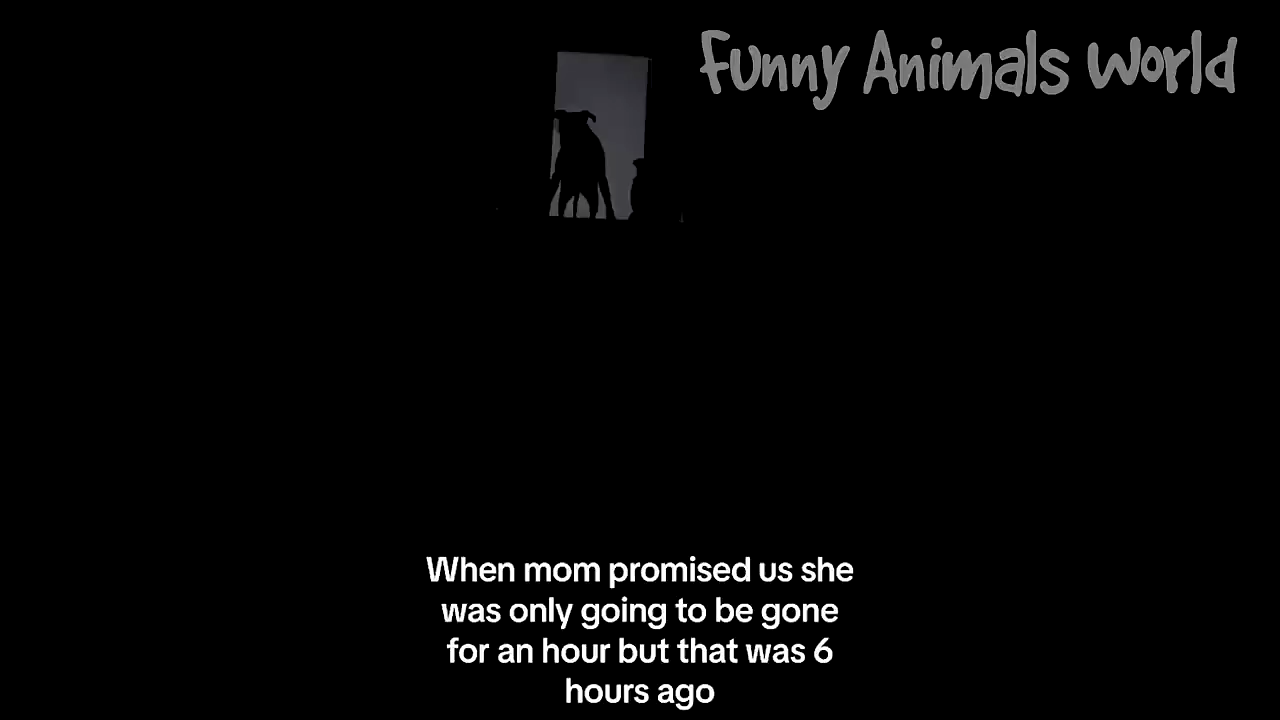 Funny Animals World
When mom promised us she
was only going to be gone
for an hour but that was 6
hours ago